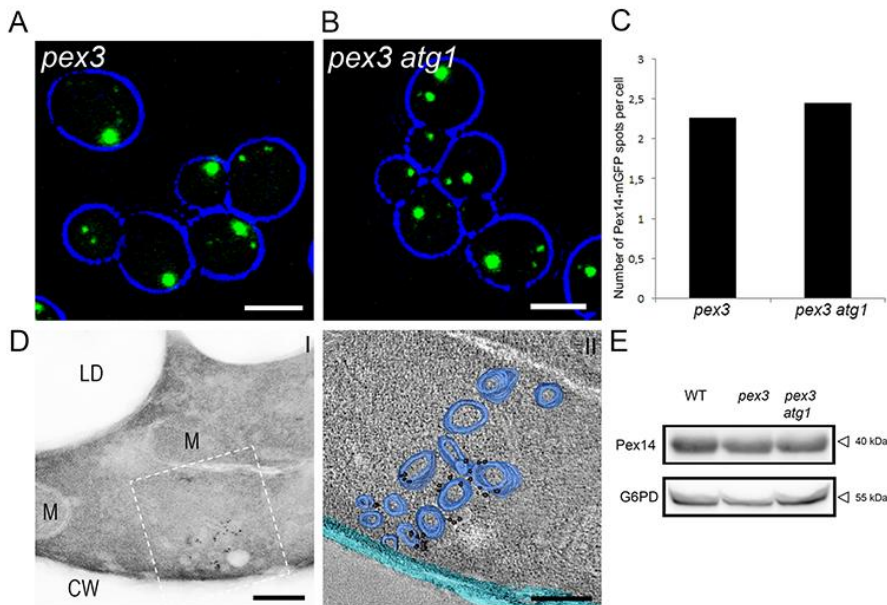 A
pex3
B
pex3 atg1
C
Number of Pex14-mGFP spots per cell
3
2,5
2
1,5
1
0,5
0
pex3
pex3 atg1
D
I
LD
M
M
CW
II
E
WT
pex3
pex3
atg1
Pex14
40 kDa
G6PD
55 kDa